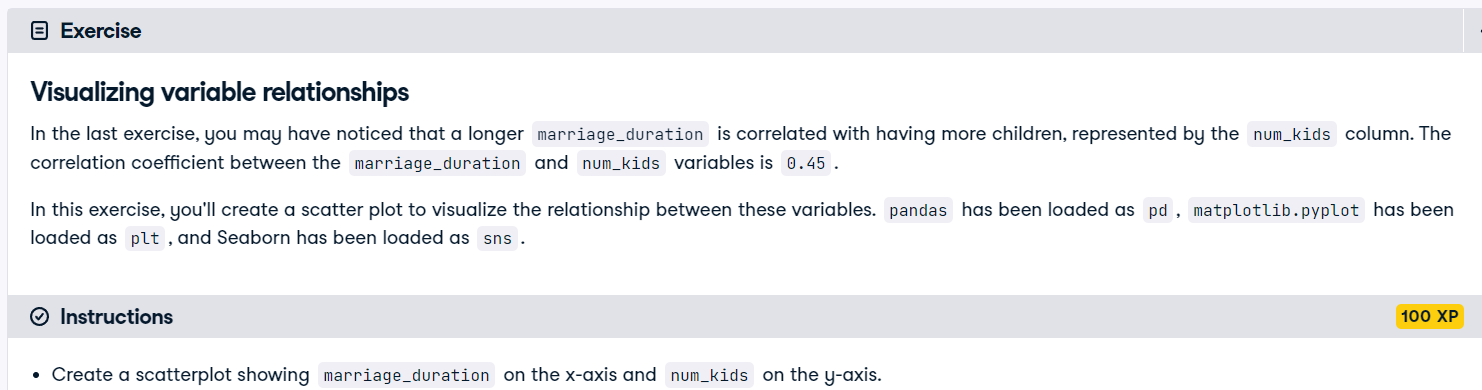 Exercise
Visualizing variable relationships
In the last exercise, you may have noticed that a longer marriage_duration is correlated with having more children, represented by the num_kids column. The
correlation coefficient between the marriage_duration and num_kids variables is 0.45.
In this exercise, you'll create a scatter plot to visualize the relationship between these variables. pandas has been loaded as pd, matplotlib.pyplot has been
loaded as plt, and Seaborn has been loaded as sns.
Instructions
100 XP
• Create a scatterplot showing marriage_duration on the x-axis and num_kids on the y-axis.